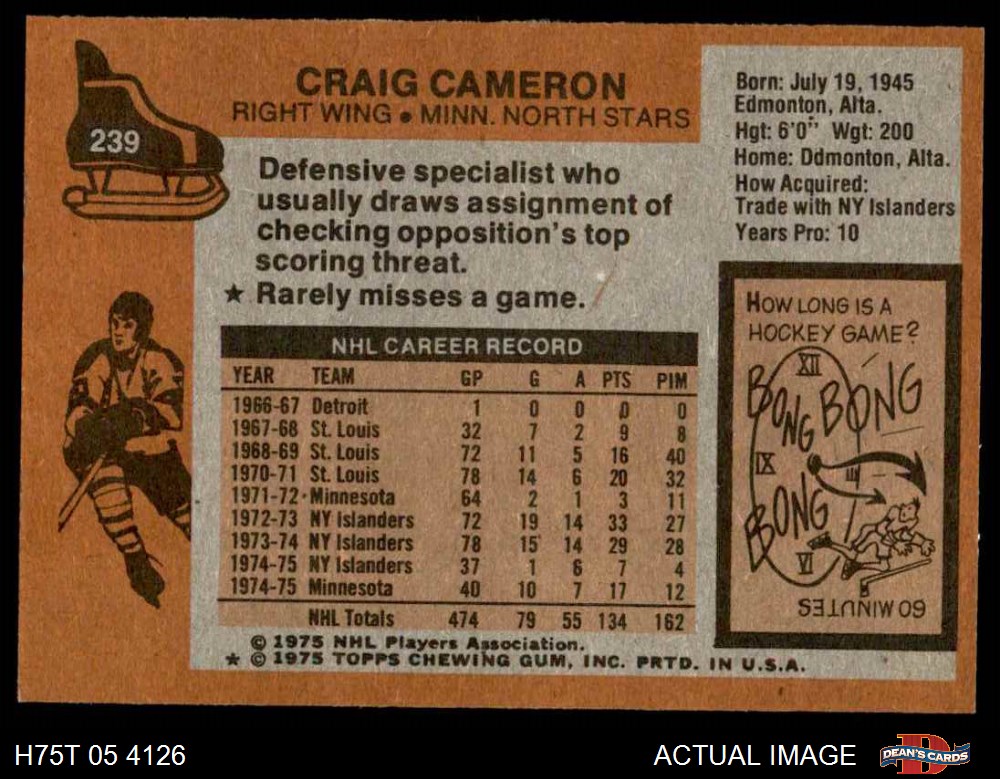 239
CRAIG CAMERON
RIGHT WING • MINN. NORTH STARS
Defensive specialist who
usually draws assignment of
checking opposition's top
scoring threat.
★ Rarely misses a game.
Born: July 19, 1945
Edmonton, Alta.
Hgt: 6'0" Wgt: 200
Home: Ddmonton, Alta.
How Acquired:
Trade with NY Islanders
Years Pro: 10
NHL CAREER RECORD
YEAR TEAM GP G A PTS PIM
1966-67 Detroit 1 0 0 0 0
1967-68 St. Louis 32 7 2 9 8
1968-69 St. Louis 72 11 5 16 40
1970-71 St. Louis 78 14 6 20 32
1971-72 Minnesota 64 2 1 3 11
1972-73 NY Islanders 72 19 14 33 27
1973-74 NY Islanders 78 15 14 29 28
1974-75 NY Islanders 37 1 6 7 4
1974-75 Minnesota 40 10 7 17 12
NHL Totals 474 79 55 134 162
HOW LONG IS A
HOCKEY GAME?
XII
BONG BONG
IX
III
BONG
VI
60 MINUTES
© 1975 NHL Players Association.
★ © 1975 TOPPS CHEWING GUM, INC. PRTD. IN U.S.A.
H75T 05 4126
ACTUAL IMAGE
DEAN'S CARDS